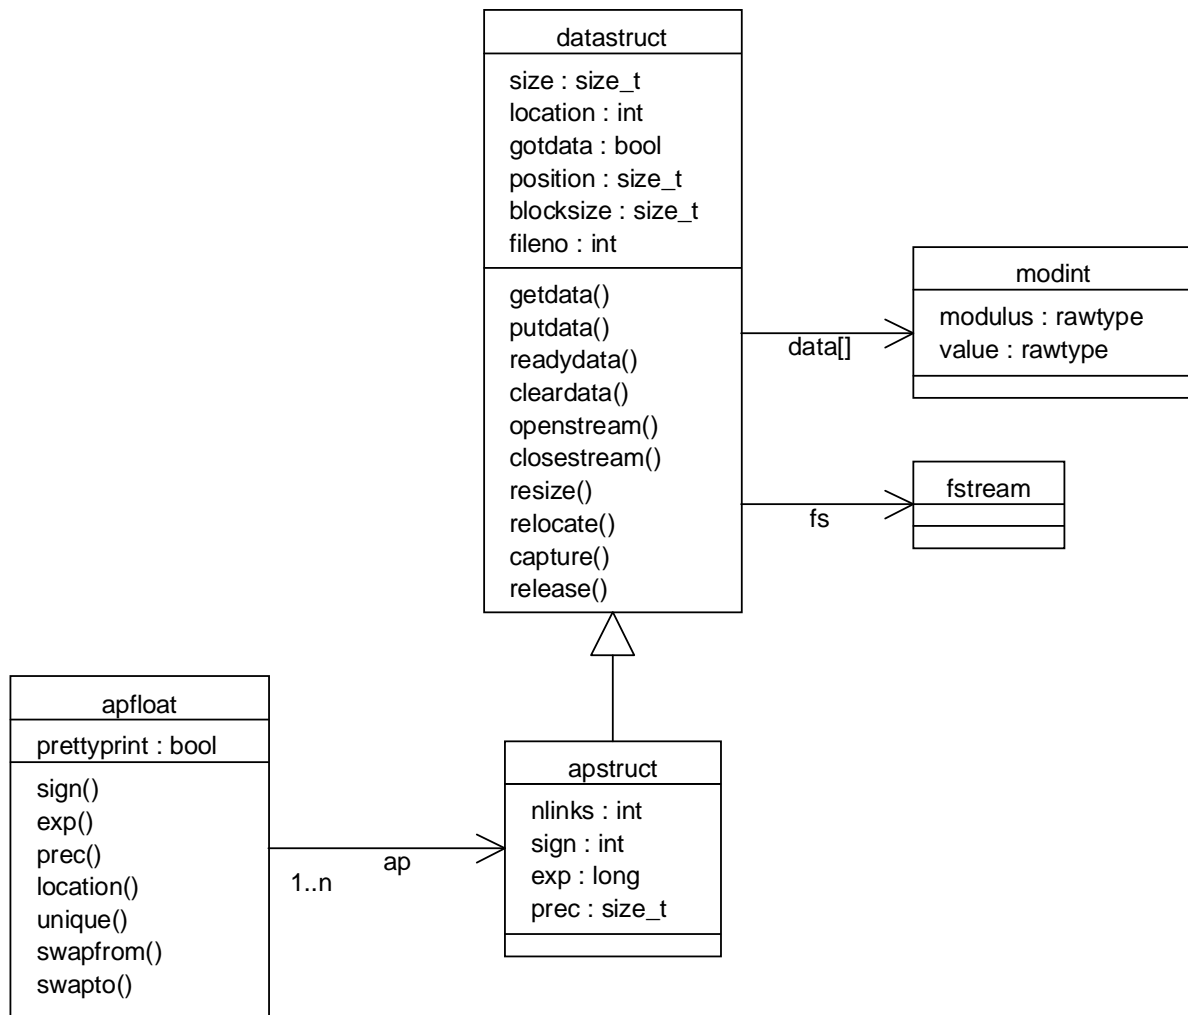 datastruct
size : size_t
location : int
gotdata : bool
position : size_t
blocksize : size_t
fileno : int
getdata()
putdata()
readydata()
cleardata()
openstream()
closestream()
resize()
relocate()
capture()
release()
data[]
modint
modulus : rawtype
value : rawtype
fs
fstream
apfloat
prettyprint : bool
sign()
exp()
prec()
location()
unique()
swapfrom()
swapto()
1..n
ap
apstruct
nlinks : int
sign : int
exp : long
prec : size_t